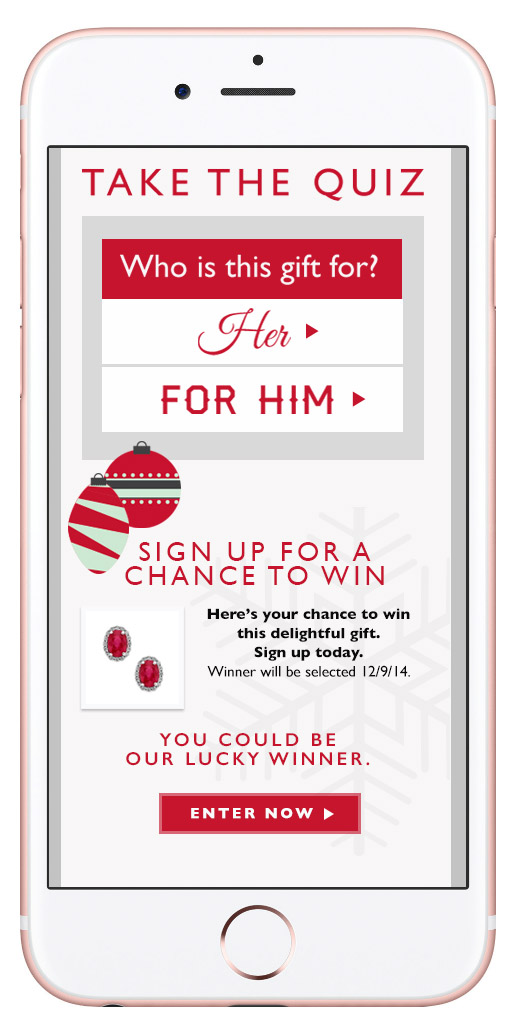 TAKE THE QUIZ
Who is this gift for?
Her
FOR HIM
SIGN UP FOR A
CHANCE TO WIN
Here's your chance to win
this delightful gift.
Sign up today.
Winner will be selected 12/9/14.
YOU COULD BE
OUR LUCKY WINNER.
ENTER NOW